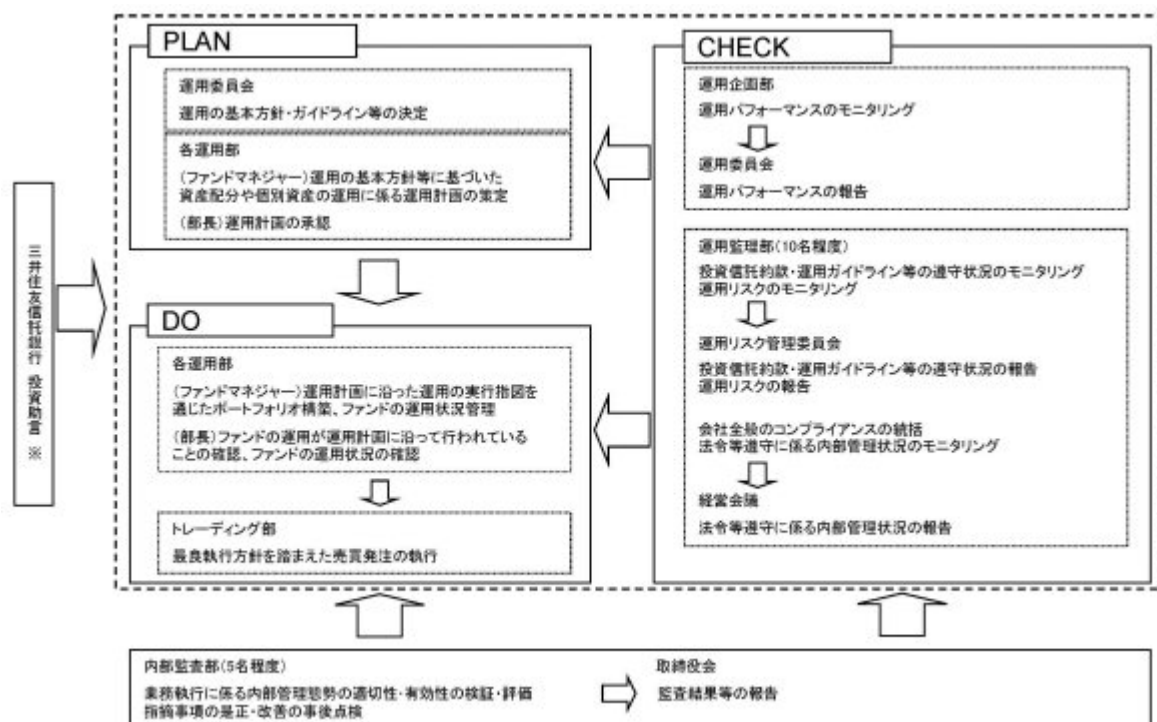 三井住友信託銀行 投資助言 ※
PLAN
運用委員会
運用の基本方針・ガイドライン等の決定
各運用部
(ファンドマネジャー)運用の基本方針等に基づいた
資産配分や個別資産の運用に係る運用計画の策定
(部長)運用計画の承認
DO
各運用部
(ファンドマネジャー)運用計画に沿った運用の実行指図を
通じたポートフォリオ構築、ファンドの運用状況管理
(部長)ファンドの運用が運用計画に沿って行われている
ことの確認、ファンドの運用状況の確認
トレーディング部
最良執行方針を踏まえた売買発注の執行
CHECK
運用企画部
運用パフォーマンスのモニタリング
運用委員会
運用パフォーマンスの報告
運用監理部(10名程度)
投資信託約款・運用ガイドライン等の遵守状況のモニタリング
運用リスクのモニタリング
運用リスク管理委員会
投資信託約款・運用ガイドライン等の遵守状況の報告
運用リスクの報告
会社全般のコンプライアンスの統括
法令等遵守に係る内部管理状況のモニタリング
経営会議
法令等遵守に係る内部管理状況の報告
内部監査部(5名程度)
業務執行に係る内部管理態勢の適切性・有効性の検証・評価
指摘事項の是正・改善の事後点検
取締役会
監査結果等の報告